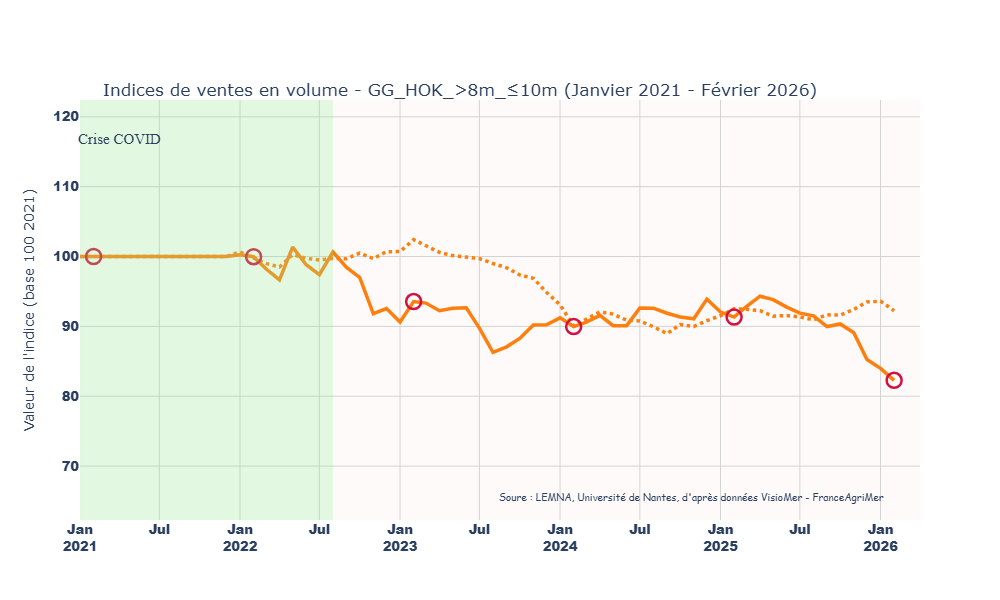 Indices de ventes en volume - GG_HOK_>8m_≤10m (Janvier 2021 - Février 2026)
Valeur de l'indice (base 100 2021)
120
110
100
90
80
70
Crise COVID
Soure : LEMNA, Université de Nantes, d'après données VisioMer - FranceAgriMer
Jan Jul Jan Jul Jan Jul Jan Jul Jan Jul Jan
2021 2022 2023 2024 2025 2026